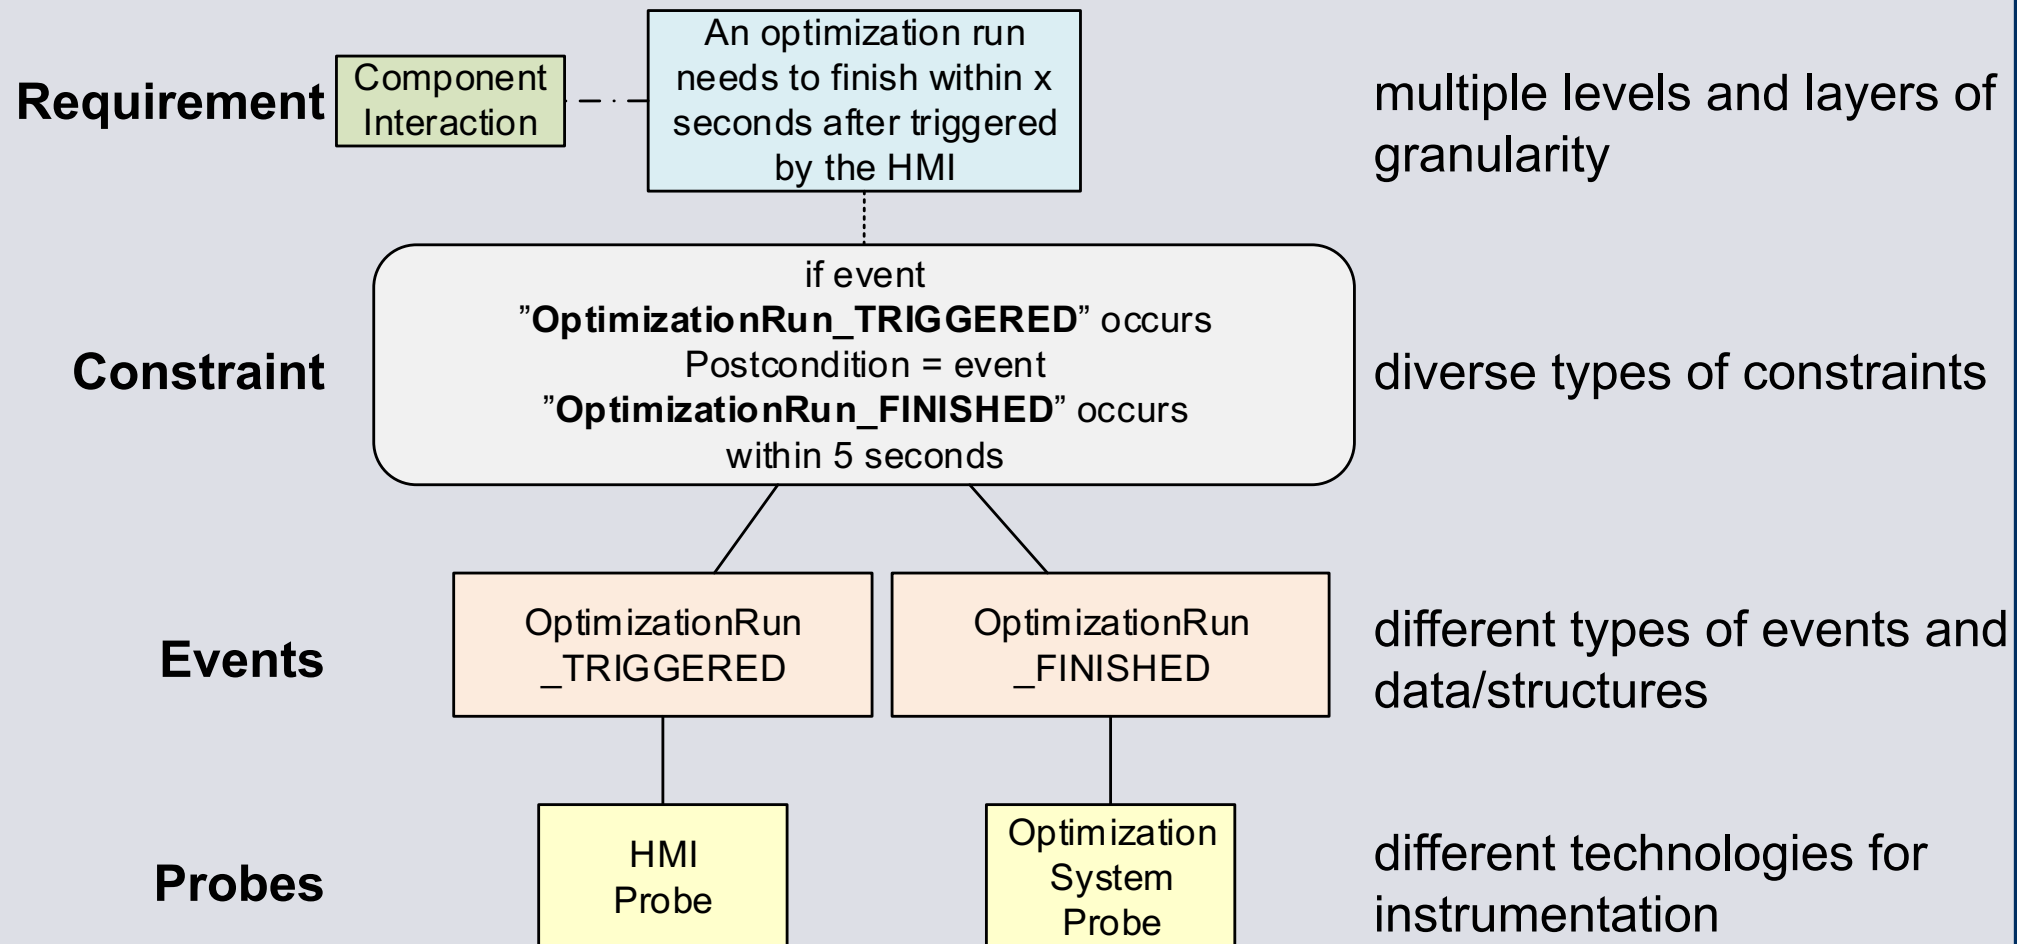 Requirement
Component
Interaction
An optimization run
needs to finish within x
seconds after triggered
by the HMI
multiple levels and layers of
granularity
Constraint
if event
”OptimizationRun_TRIGGERED” occurs
Postcondition = event
”OptimizationRun_FINISHED” occurs
within 5 seconds
diverse types of constraints
Events
OptimizationRun
_TRIGGERED
OptimizationRun
_FINISHED
different types of events and
data/structures
Probes
HMI
Probe
Optimization
System
Probe
different technologies for
instrumentation